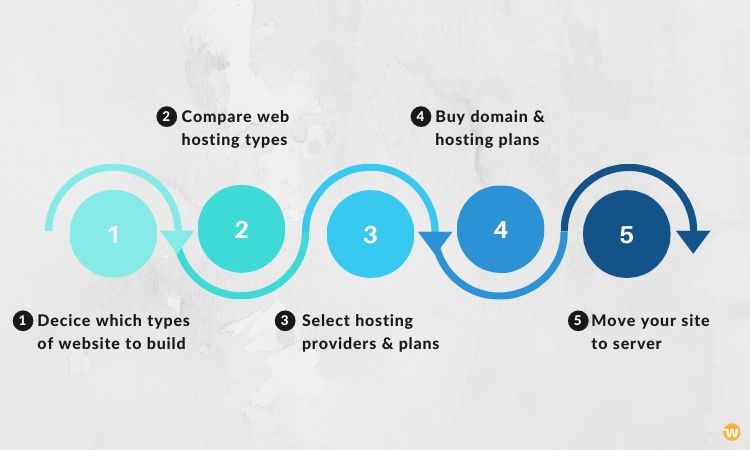 2 Compare web
hosting types
4 Buy domain &
hosting plans
1
2
3
4
5
1 Decice which types
of website to build
3 Select hosting
providers & plans
5 Move your site
to server
w